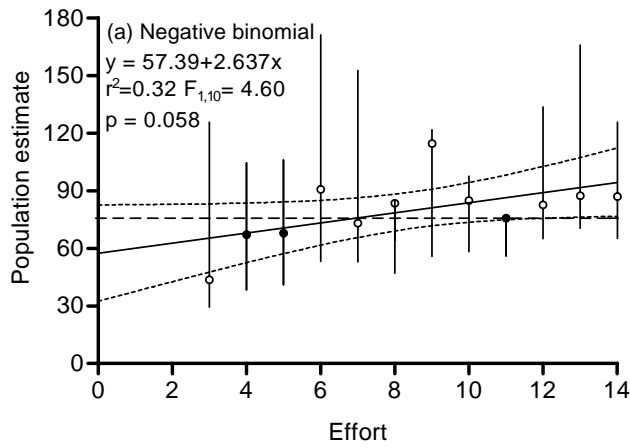 (a) Negative binomial
y = 57.39+2.637x
r²=0.32 F₁,₁₀= 4.60
p = 0.058
Population estimate
180
150
120
90
60
30
0
0 2 4 6 8 10 12 14
Effort